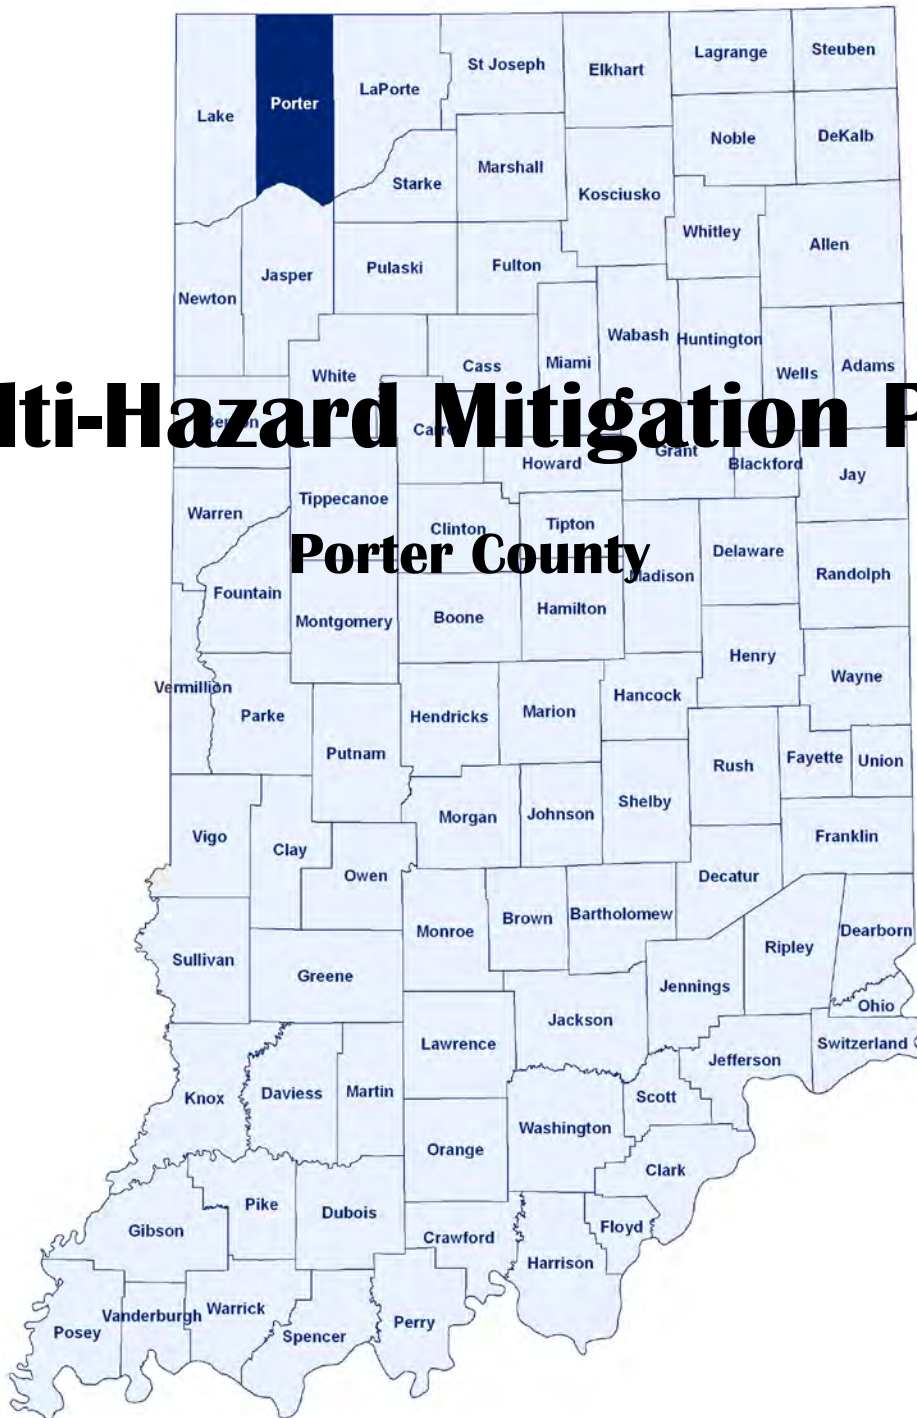 Lagrange
Steuben
St Joseph
Elkhart
LaPorte
Porter
Lake
Noble
DeKalb
Marshall
Starke
Kosciusko
Whitley
Allen
Jasper
Pulaski
Fulton
Newton
Wabash
Huntington
White
Cass
Miami
Wells
Adams
lti-Hazard Mitigation P
Benton
Carro
Howard
Grant
Blackford
Jay
Tippecanoe
Warren
Clinton
Tipton
Porter County
Delaware
Madison
Randolph
Fountain
Montgomery
Boone
Hamilton
Henry
Wayne
Vermillion
Parke
Hendricks
Marion
Hancock
Putnam
Rush
Fayette
Union
Morgan
Johnson
Shelby
Vigo
Clay
Franklin
Owen
Decatur
Monroe
Brown
Bartholomew
Dearborn
Ripley
Sullivan
Greene
Jennings
Ohio
Jackson
Lawrence
Switzerland
Jefferson
Knox
Daviess
Martin
Scott
Washington
Orange
Clark
Pike
Dubois
Gibson
Floyd
Crawford
Harrison
Vanderburgh
Warrick
Perry
Posey
Spencer